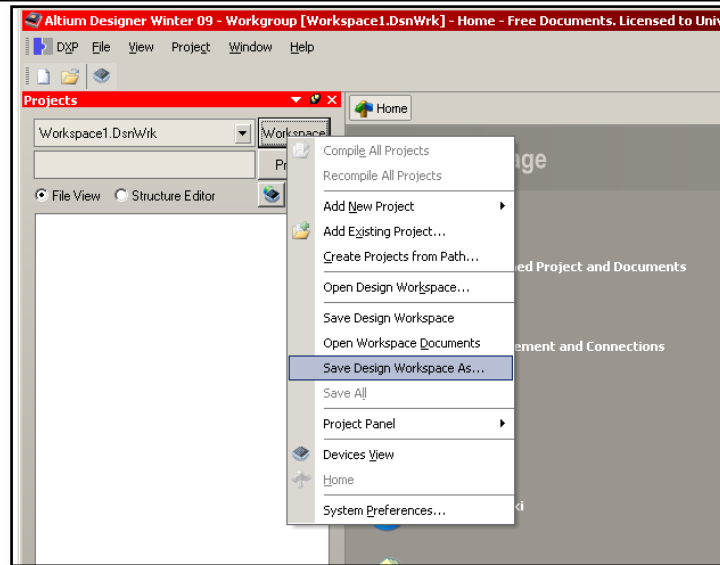 Altium Designer Winter 09 - Workgroup [Workspace1.DsnWrk] - Home - Free Documents. Licensed to Univ
DXP File View Project Window Help
Projects
Home
Workspace1.DsnWrk
Workspace
Pr
File View Structure Editor
Compile All Projects
Recompile All Projects
Add New Project
Add Existing Project...
Create Projects from Path...
Open Design Workspace...
Save Design Workspace
Open Workspace Documents
Save Design Workspace As...
Save All
Project Panel
Devices View
Home
System Preferences...
age
ed Project and Documents
ement and Connections
ki